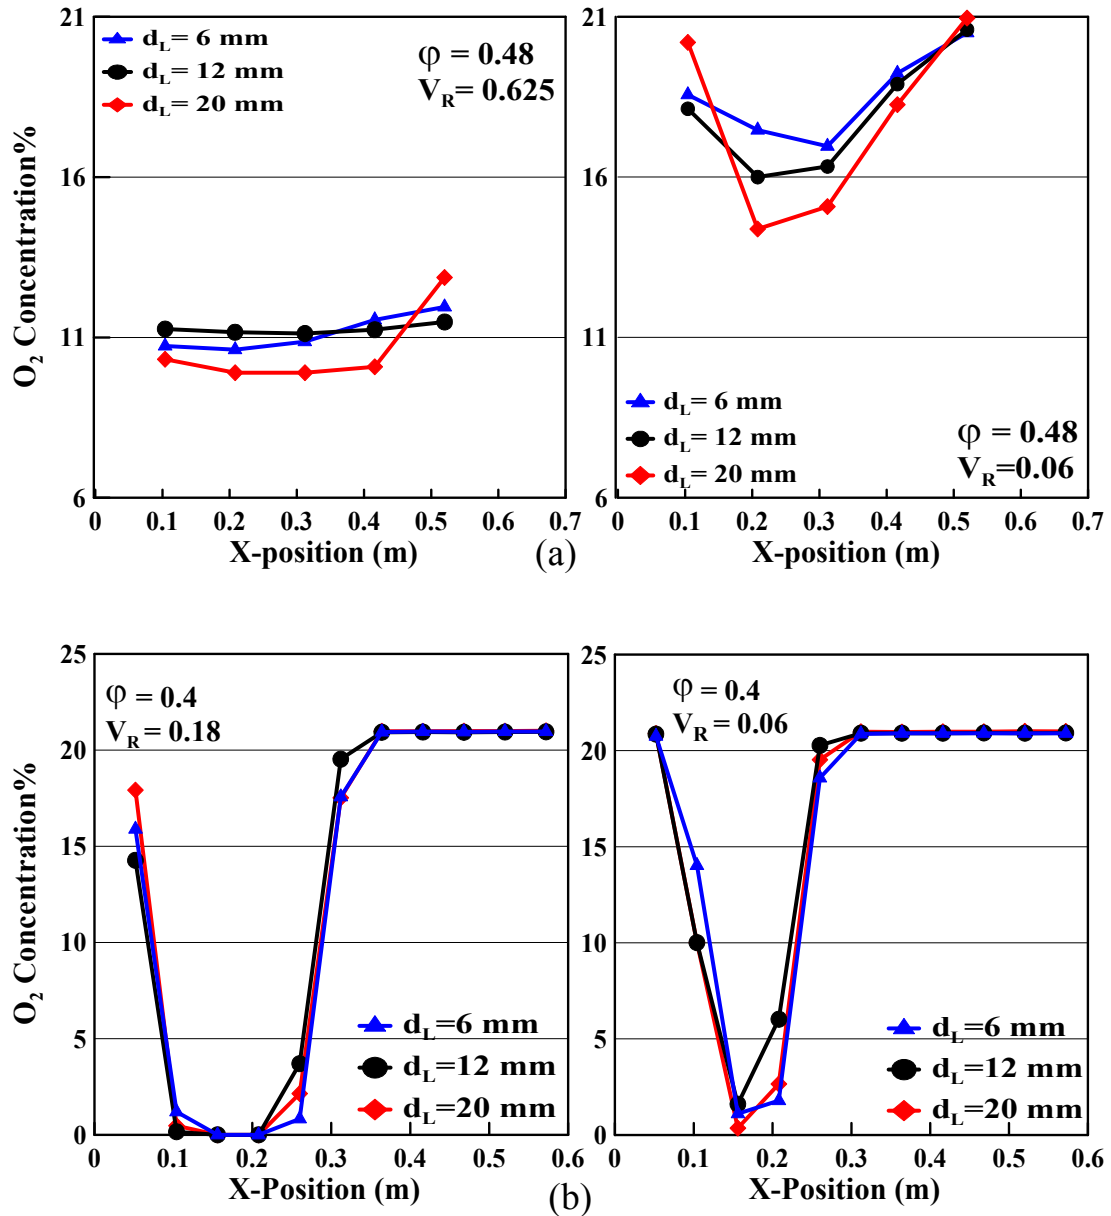 21
16
11
6
O₂ Concentration%
d_L= 6 mm
d_L= 12 mm
d_L= 20 mm
φ = 0.48
V_R= 0.625
0 0.1 0.2 0.3 0.4 0.5 0.6 0.7
X-position (m)
21
16
11
6
d_L= 6 mm
d_L= 12 mm
d_L= 20 mm
φ = 0.48
V_R=0.06
0 0.1 0.2 0.3 0.4 0.5 0.6 0.7
X-position (m)
(a)
25
20
15
10
5
0
O₂ Concentration%
φ = 0.4
V_R = 0.18
d_L=6 mm
d_L=12 mm
d_L=20 mm
0 0.1 0.2 0.3 0.4 0.5 0.6
X-Position (m)
25
20
15
10
5
0
φ = 0.4
V_R = 0.06
d_L=6 mm
d_L=12 mm
d_L=20 mm
0 0.1 0.2 0.3 0.4 0.5 0.6
X-Position (m)
(b)